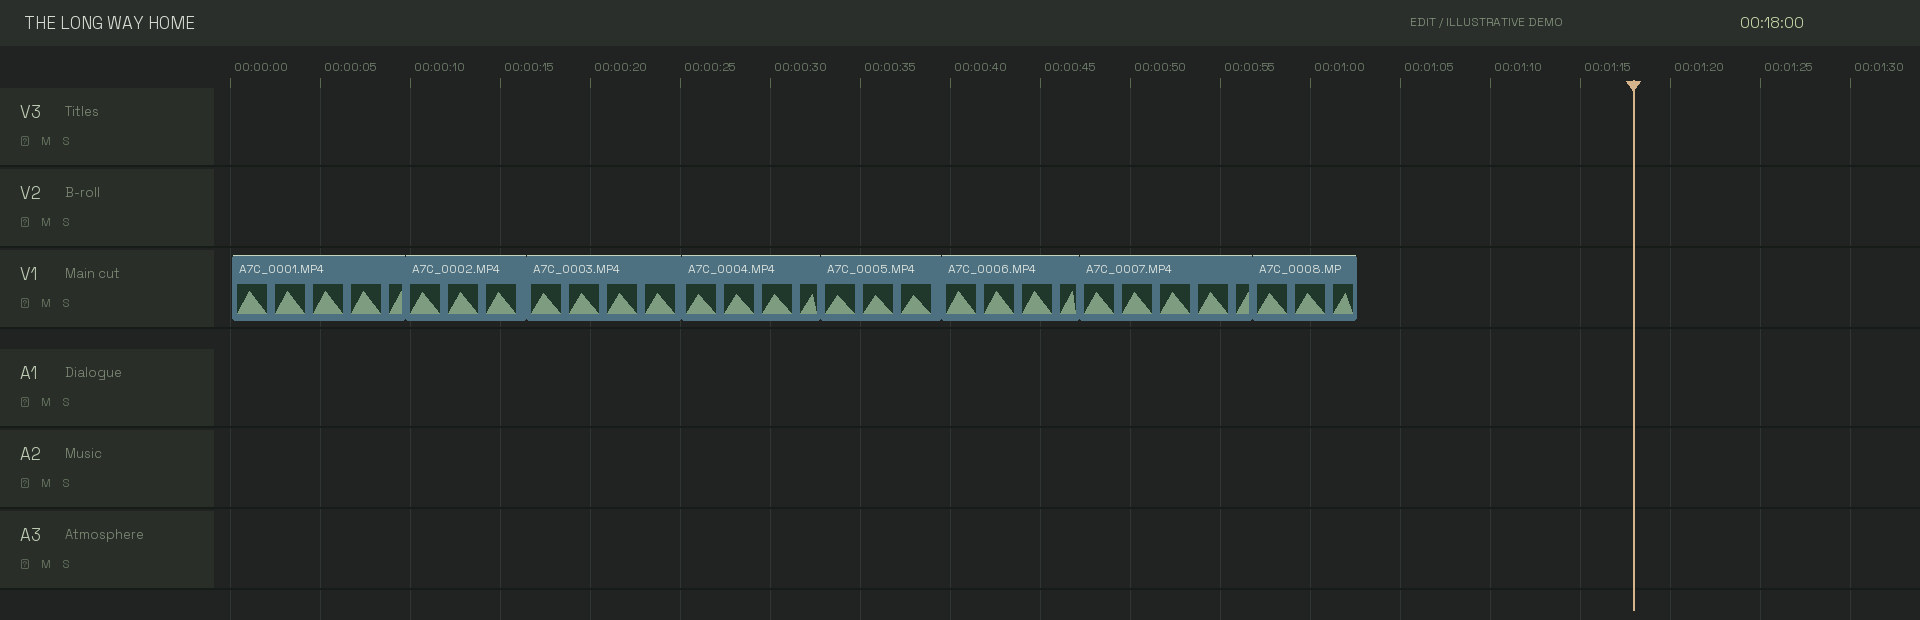 THE LONG WAY HOME
EDIT / ILLUSTRATIVE DEMO
00:18:00
00:00:00 00:00:05 00:00:10 00:00:15 00:00:20 00:00:25 00:00:30 00:00:35 00:00:40 00:00:45 00:00:50 00:00:55 00:01:00 00:01:05 00:01:10 00:01:15 00:01:20 00:01:25 00:01:30
V3 Titles
M S
V2 B-roll
M S
V1 Main cut
M S
A7C_0001.MP4 A7C_0002.MP4 A7C_0003.MP4 A7C_0004.MP4 A7C_0005.MP4 A7C_0006.MP4 A7C_0007.MP4 A7C_0008.MP
A1 Dialogue
M S
A2 Music
M S
A3 Atmosphere
M S